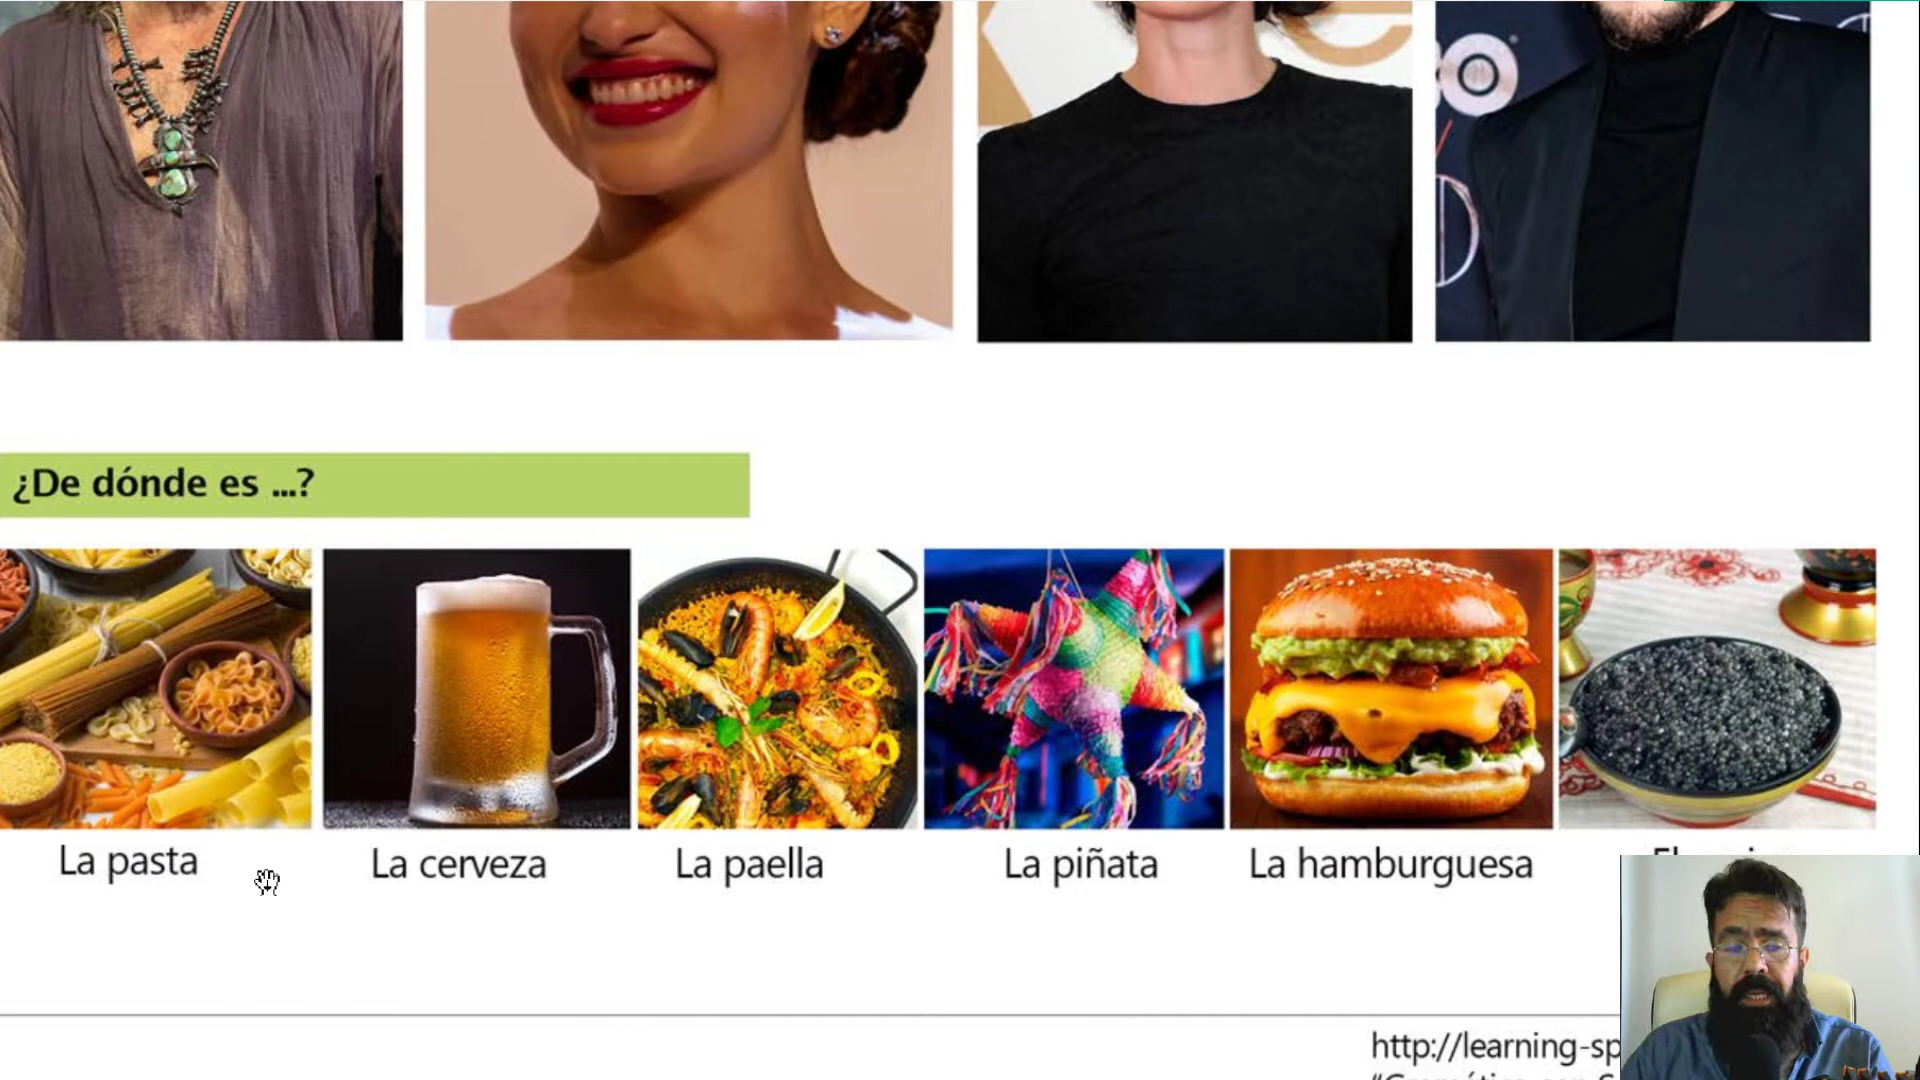 ¿De dónde es ...?
La pasta
La cerveza
La paella
La piñata
La hamburguesa
http://learning-sp